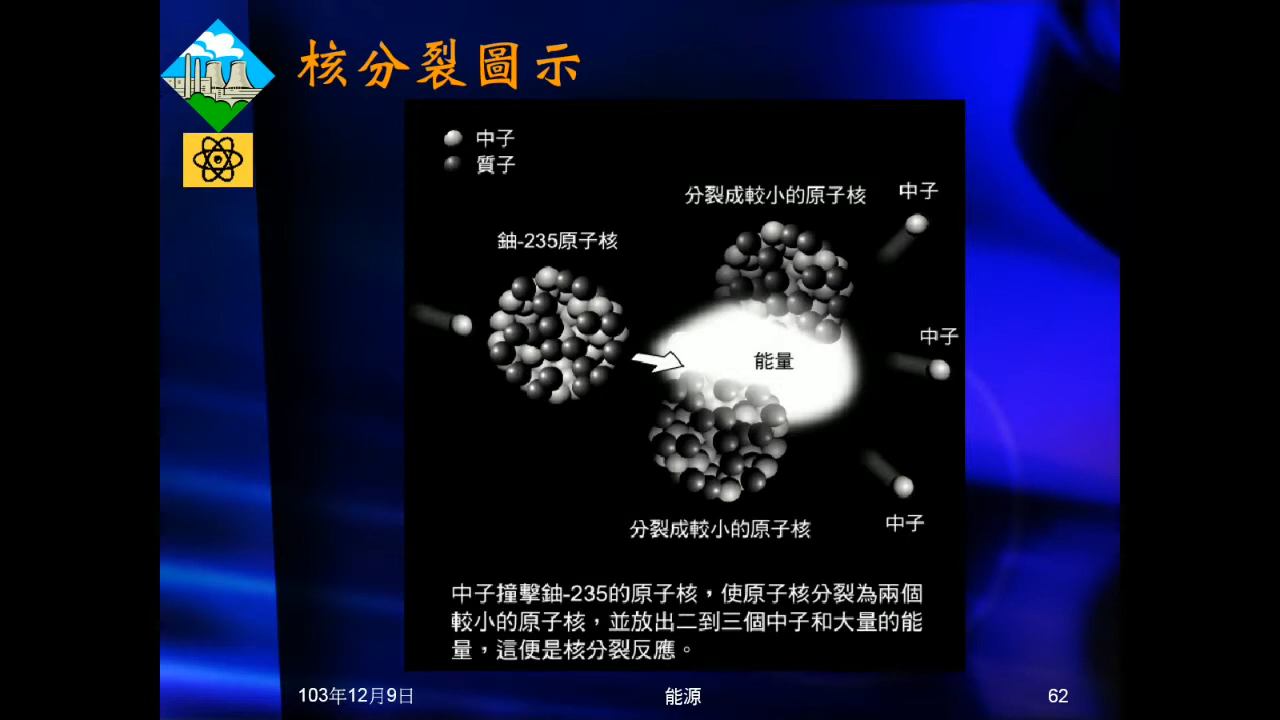 核分裂圖示
中子
質子
分裂成較小的原子核
中子
鈾-235原子核
中子
能量
分裂成較小的原子核
中子
中子撞擊鈾-235的原子核，使原子核分裂為兩個
較小的原子核，並放出二到三個中子和大量的能
量，這便是核分裂反應。
103年12月9日
能源
62